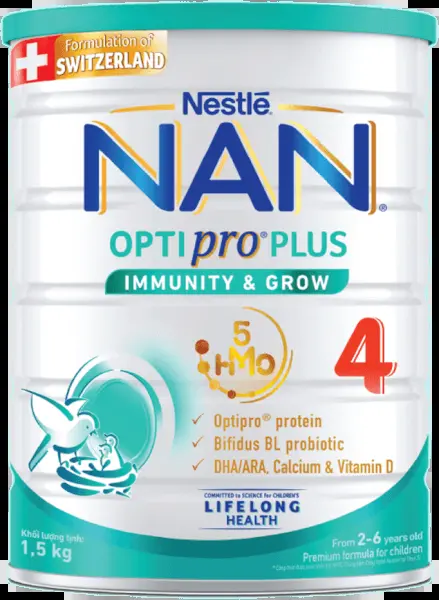 Formulation of
SWITZERLAND
Nestlé
NAN®
OPTIpro® PLUS
IMMUNITY & GROW
5
HMO
4
✓ Optipro® protein
✓ Bifidus BL probiotic
✓ DHA/ARA, Calcium & Vitamin D
COMMITTED to SCIENCE for CHILDREN'S
LIFELONG
HEALTH
Khối lượng tịnh:
1,5 kg
From 2-6 years old
Premium formula for children